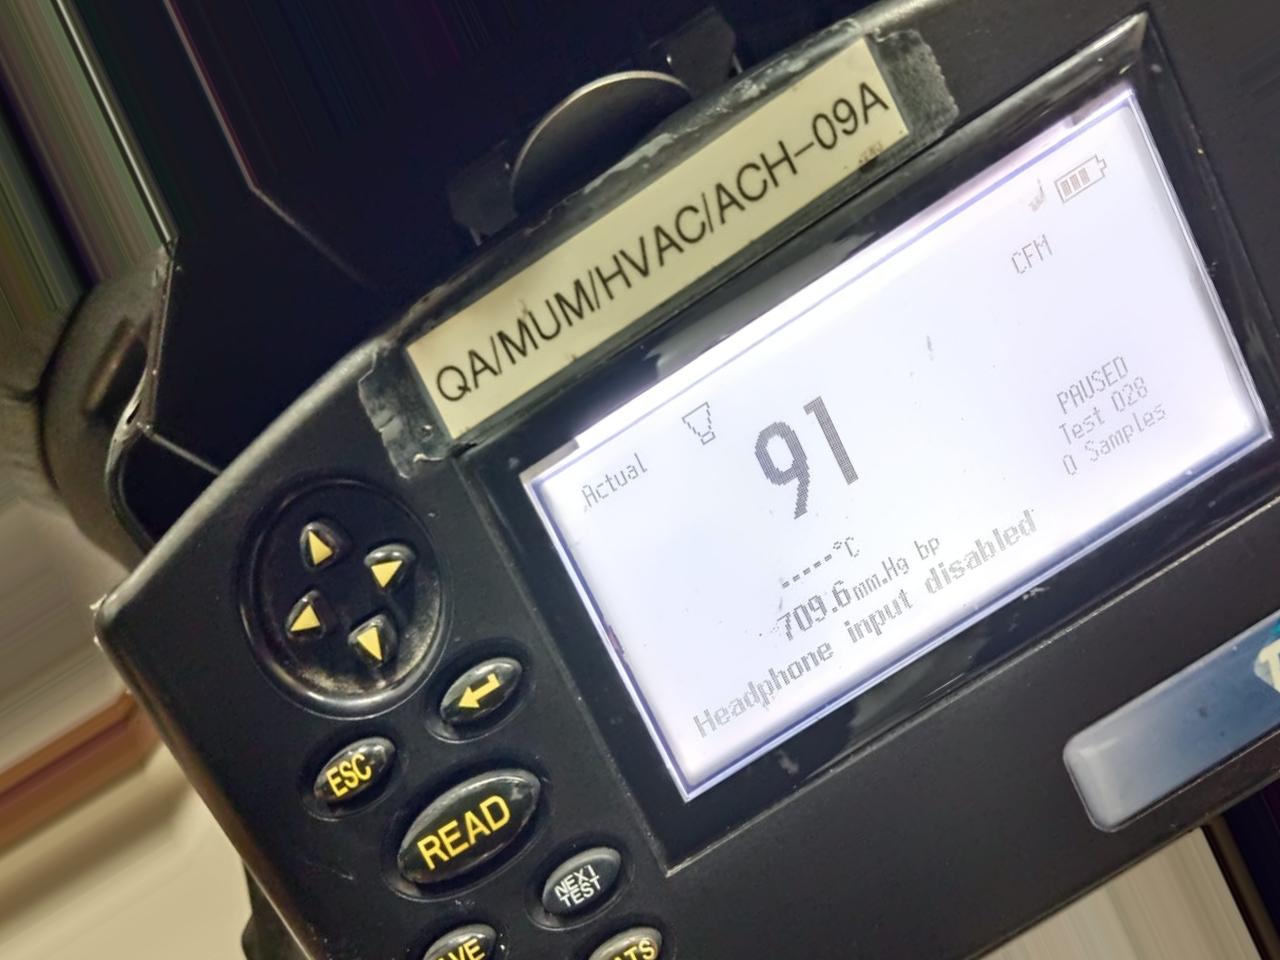 QA/MUM/HVAC/ACH-09A
CFM
Actual
91
PAUSED
Test 028
0 Samples
-----°C
709.6mm.Hg bp
Headphone input disabled
ESC
READ
NEXT
TEST